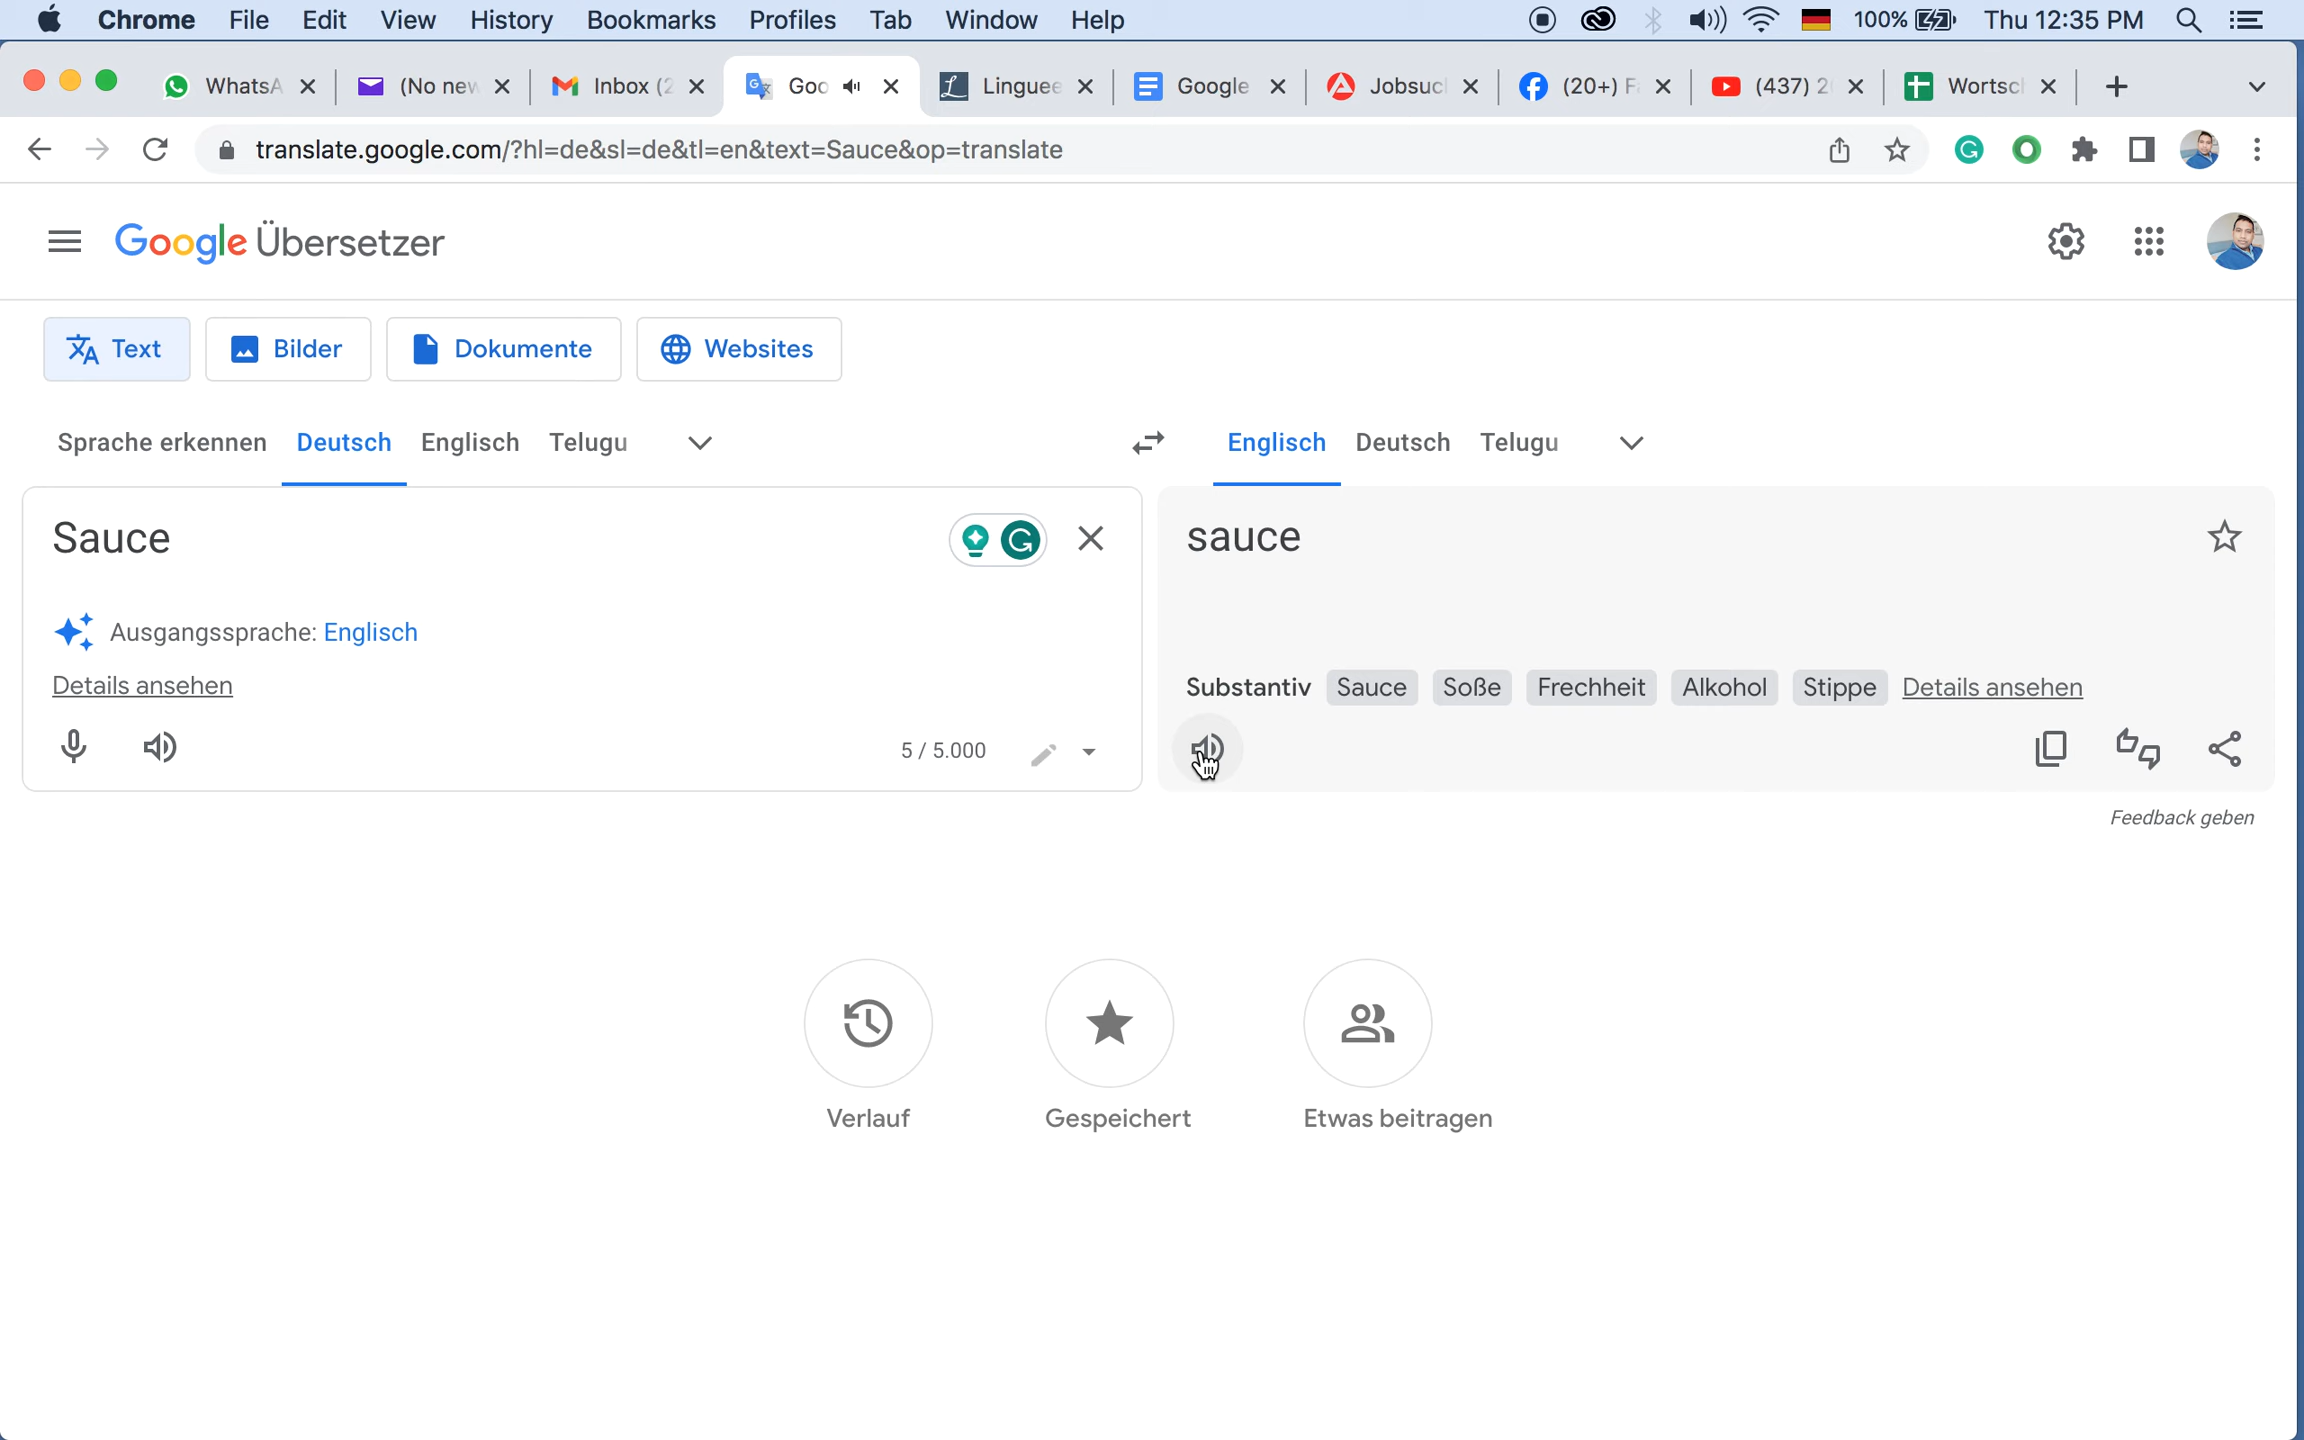 Chrome File Edit View History Bookmarks Profiles Tab Window Help 100% Thu 12:35 PM
WhatsA (No new Inbox (2 Goo Linguee Google Jobsuc (20+) F (437) 2 Wortsc
translate.google.com/?hl=de&sl=de&tl=en&text=Sauce&op=translate
Google Übersetzer
Text Bilder Dokumente Websites
Sprache erkennen Deutsch Englisch Telugu Englisch Deutsch Telugu
Sauce
sauce
Ausgangssprache: Englisch
Details ansehen
Substantiv Sauce Soße Frechheit Alkohol Stippe Details ansehen
5 / 5.000
Feedback geben
Verlauf Gespeichert Etwas beitragen